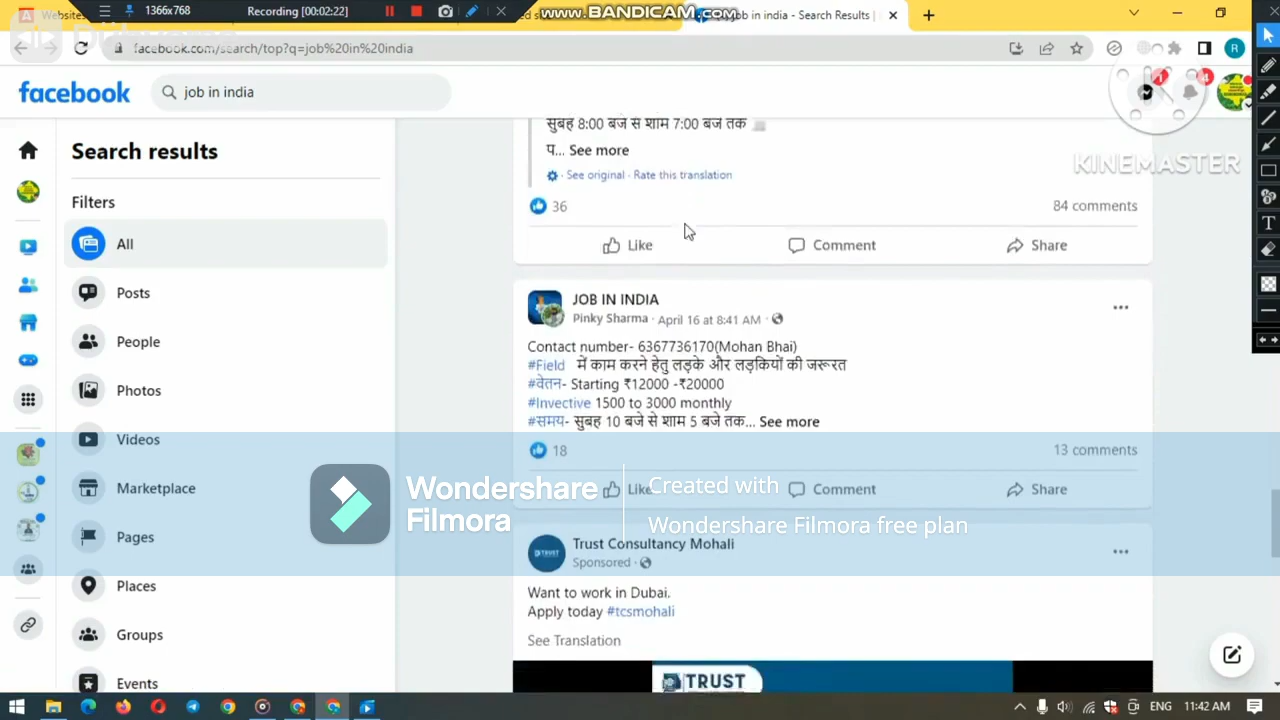 1366x768
Recording [00:02:22]
www.BANDICAM.com
job in india - Search Results |
facebook.com/search/top?q=job%20in%20india
R
facebook
job in india
KINEMASTER
Search results
Filters
All
Posts
People
Photos
Videos
Marketplace
Pages
Places
Groups
Events
सुबह 8:00 बजे से शाम 7:00 बजे तक
प... See more
See original · Rate this translation
36
84 comments
Like
Comment
Share
JOB IN INDIA
Pinky Sharma · April 16 at 8:41 AM ·
Contact number- 6367736170(Mohan Bhai)
#Field में काम करने हेतु लड़के और लड़कियों की जरूरत
#वेतन- Starting ₹12000 -₹20000
#Invective 1500 to 3000 monthly
#समय- सुबह 10 बजे से शाम 5 बजे तक... See more
18
13 comments
Like
Comment
Share
Wondershare
Filmora
Created with
Wondershare Filmora free plan
Trust Consultancy Mohali
Sponsored ·
Want to work in Dubai.
Apply today #tcsmohali
See Translation
TRUST
ENG
11:42 AM